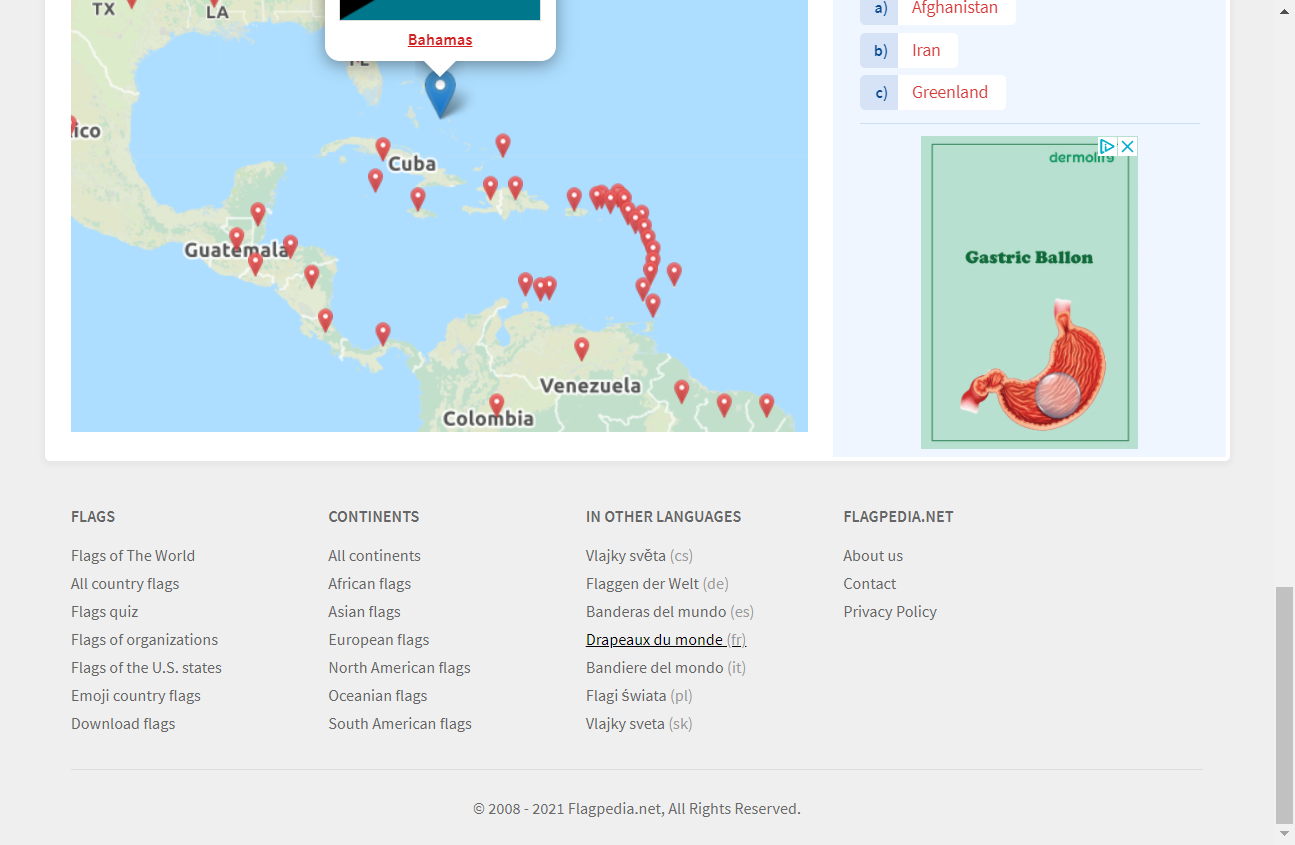 TX
LA
Bahamas
FL
ico
Cuba
Guatemala
Venezuela
Colombia
a) Afghanistan
b) Iran
c) Greenland
Gastric Ballon
FLAGS
Flags of The World
All country flags
Flags quiz
Flags of organizations
Flags of the U.S. states
Emoji country flags
Download flags
CONTINENTS
All continents
African flags
Asian flags
European flags
North American flags
Oceanian flags
South American flags
IN OTHER LANGUAGES
Vlajky světa (cs)
Flaggen der Welt (de)
Banderas del mundo (es)
Drapeaux du monde (fr)
Bandiere del mondo (it)
Flagi świata (pl)
Vlajky sveta (sk)
FLAGPEDIA.NET
About us
Contact
Privacy Policy
© 2008 - 2021 Flagpedia.net, All Rights Reserved.